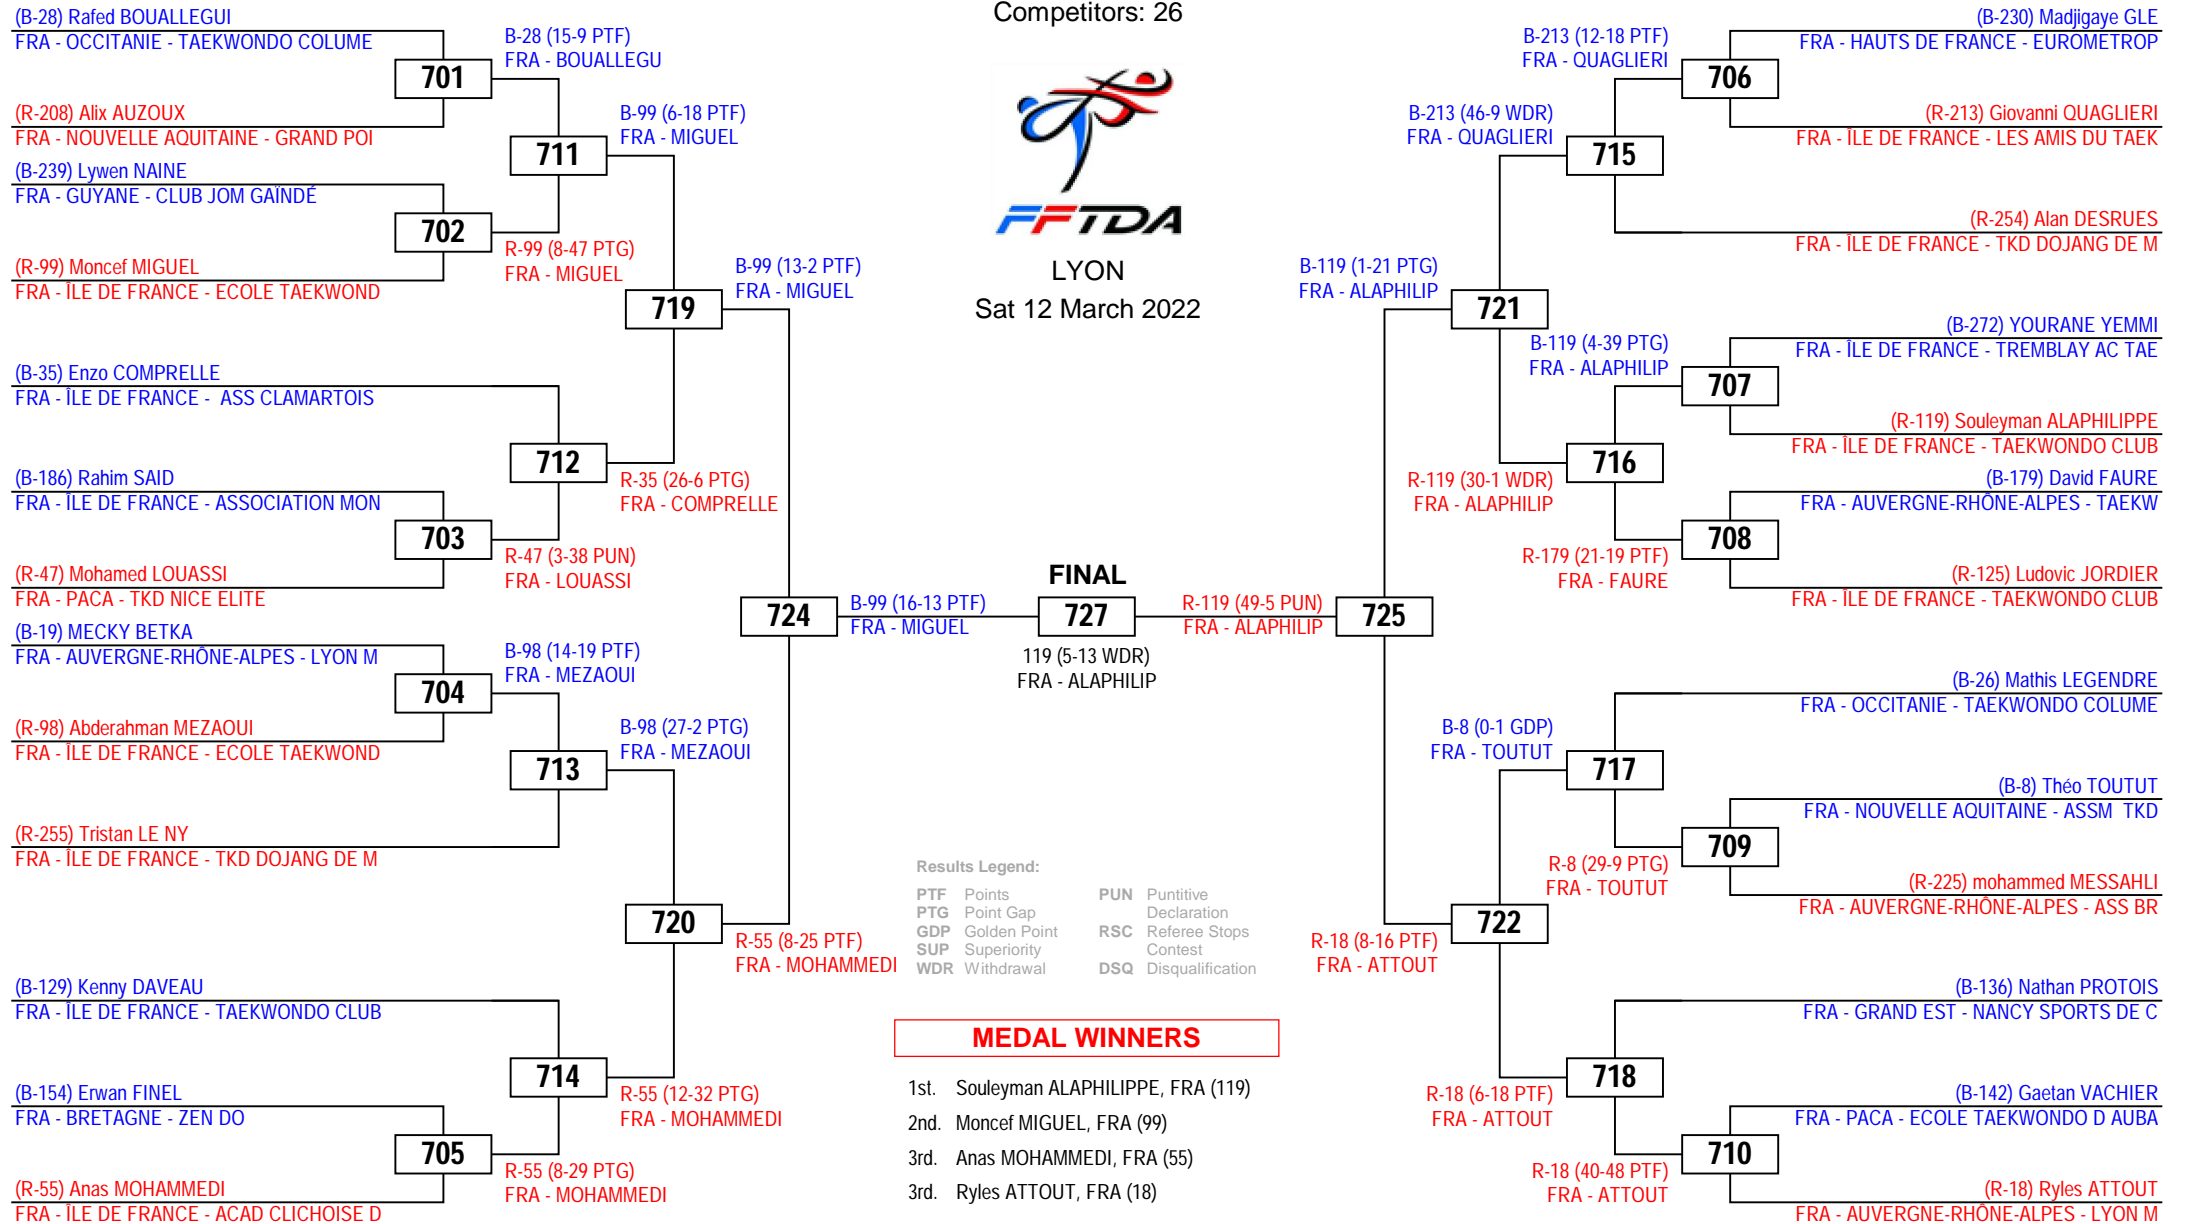 Competitors: 26
FFTDA
LYON
Sat 12 March 2022
(B-28) Rafed BOUALLEGUI
FRA - OCCITANIE - TAEKWONDO COLUME
701
(R-208) Alix AUZOUX
FRA - NOUVELLE AQUITAINE - GRAND POI
(B-239) Lywen NAINE
FRA - GUYANE - CLUB JOM GAÏNDÉ
702
(R-99) Moncef MIGUEL
FRA - ÎLE DE FRANCE - ECOLE TAEKWOND
(B-35) Enzo COMPRELLE
FRA - ÎLE DE FRANCE -  ASS CLAMARTOIS
(B-186) Rahim SAID
FRA - ÎLE DE FRANCE - ASSOCIATION MON
703
(R-47) Mohamed LOUASSI
FRA - PACA - TKD NICE ELITE
(B-19) MECKY BETKA
FRA - AUVERGNE-RHÔNE-ALPES - LYON M
704
(R-98) Abderahman MEZAOUI
FRA - ÎLE DE FRANCE - ECOLE TAEKWOND
(R-255) Tristan LE NY
FRA - ÎLE DE FRANCE - TKD DOJANG DE M
(B-129) Kenny DAVEAU
FRA - ÎLE DE FRANCE - TAEKWONDO CLUB
(B-154) Erwan FINEL
FRA - BRETAGNE - ZEN DO
705
(R-55) Anas MOHAMMEDI
FRA - ÎLE DE FRANCE - ACAD CLICHOISE D
B-28 (15-9 PTF)
FRA - BOUALLEGU
711
R-99 (8-47 PTG)
FRA - MIGUEL
712
R-47 (3-38 PUN)
FRA - LOUASSI
B-98 (14-19 PTF)
FRA - MEZAOUI
713
714
R-55 (8-29 PTG)
FRA - MOHAMMEDI
B-99 (6-18 PTF)
FRA - MIGUEL
719
R-35 (26-6 PTG)
FRA - COMPRELLE
B-98 (27-2 PTG)
FRA - MEZAOUI
720
R-55 (12-32 PTG)
FRA - MOHAMMEDI
B-99 (13-2 PTF)
FRA - MIGUEL
724
R-55 (8-25 PTF)
FRA - MOHAMMEDI
B-99 (16-13 PTF)
FRA - MIGUEL
FINAL
727
119 (5-13 WDR)
FRA - ALAPHILIP
R-119 (49-5 PUN)
FRA - ALAPHILIP
725
B-119 (1-21 PTG)
FRA - ALAPHILIP
R-18 (8-16 PTF)
FRA - ATTOUT
B-213 (46-9 WDR)
FRA - QUAGLIERI
721
R-119 (30-1 WDR)
FRA - ALAPHILIP
B-8 (0-1 GDP)
FRA - TOUTUT
722
R-18 (6-18 PTF)
FRA - ATTOUT
B-213 (12-18 PTF)
FRA - QUAGLIERI
715
B-119 (4-39 PTG)
FRA - ALAPHILIP
716
R-179 (21-19 PTF)
FRA - FAURE
717
R-8 (29-9 PTG)
FRA - TOUTUT
718
R-18 (40-48 PTF)
FRA - ATTOUT
(B-230) Madjigaye GLE
FRA - HAUTS DE FRANCE - EUROMETROP
706
(R-213) Giovanni QUAGLIERI
FRA - ÎLE DE FRANCE - LES AMIS DU TAEK
(R-254) Alan DESRUES
FRA - ÎLE DE FRANCE - TKD DOJANG DE M
(B-272) YOURANE YEMMI
FRA - ÎLE DE FRANCE - TREMBLAY AC TAE
707
(R-119) Souleyman ALAPHILIPPE
FRA - ÎLE DE FRANCE - TAEKWONDO CLUB
(B-179) David FAURE
FRA - AUVERGNE-RHÔNE-ALPES - TAEKW
708
(R-125) Ludovic JORDIER
FRA - ÎLE DE FRANCE - TAEKWONDO CLUB
(B-26) Mathis LEGENDRE
FRA - OCCITANIE - TAEKWONDO COLUME
(B-8) Théo TOUTUT
FRA - NOUVELLE AQUITAINE - ASSM  TKD
709
(R-225) mohammed MESSAHLI
FRA - AUVERGNE-RHÔNE-ALPES - ASS BR
(B-136) Nathan PROTOIS
FRA - GRAND EST - NANCY SPORTS DE C
(B-142) Gaetan VACHIER
FRA - PACA - ECOLE TAEKWONDO D AUBA
710
(R-18) Ryles ATTOUT
FRA - AUVERGNE-RHÔNE-ALPES - LYON M
Results Legend:
PTF Points
PTG Point Gap
GDP Golden Point
SUP Superiority
WDR Withdrawal
PUN Puntitive
Declaration
RSC Referee Stops
Contest
DSQ Disqualification
MEDAL WINNERS
1st. Souleyman ALAPHILIPPE, FRA (119)
2nd. Moncef MIGUEL, FRA (99)
3rd. Anas MOHAMMEDI, FRA (55)
3rd. Ryles ATTOUT, FRA (18)